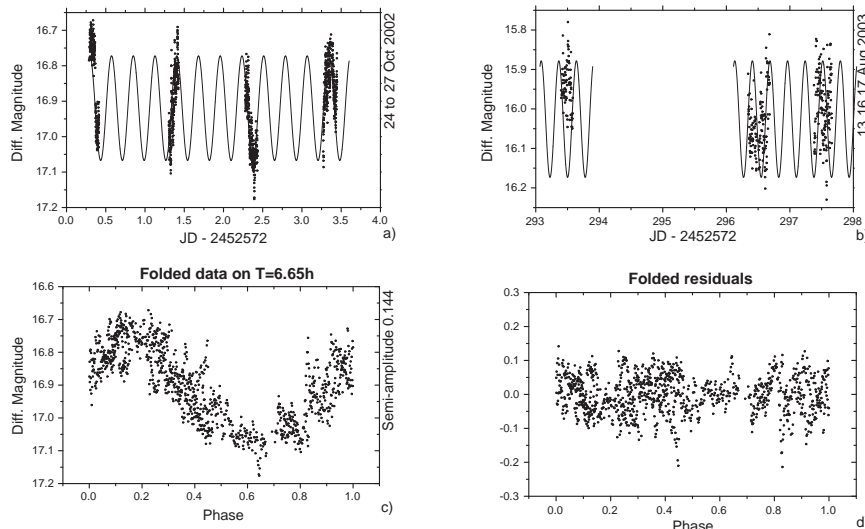 16.7
16.8
16.9
17.0
17.1
17.2
Diff. Magnitude
0.0 0.5 1.0 1.5 2.0 2.5 3.0 3.5 4.0
JD - 2452572
24 to 27 Oct 2002
a)
15.8
15.9
16.0
16.1
16.2
Diff. Magnitude
293 294 295 296 297 298
JD - 2452572
13,16,17 Aug 2003
b)
Folded data on T=6.65h
16.6
16.7
16.8
16.9
17.0
17.1
17.2
Diff. Magnitude
0.0 0.2 0.4 0.6 0.8 1.0
Phase
Semi-amplitude 0.144
c)
Folded residuals
0.3
0.2
0.1
0.0
-0.1
-0.2
-0.3
0.0 0.2 0.4 0.6 0.8 1.0
Phase
d